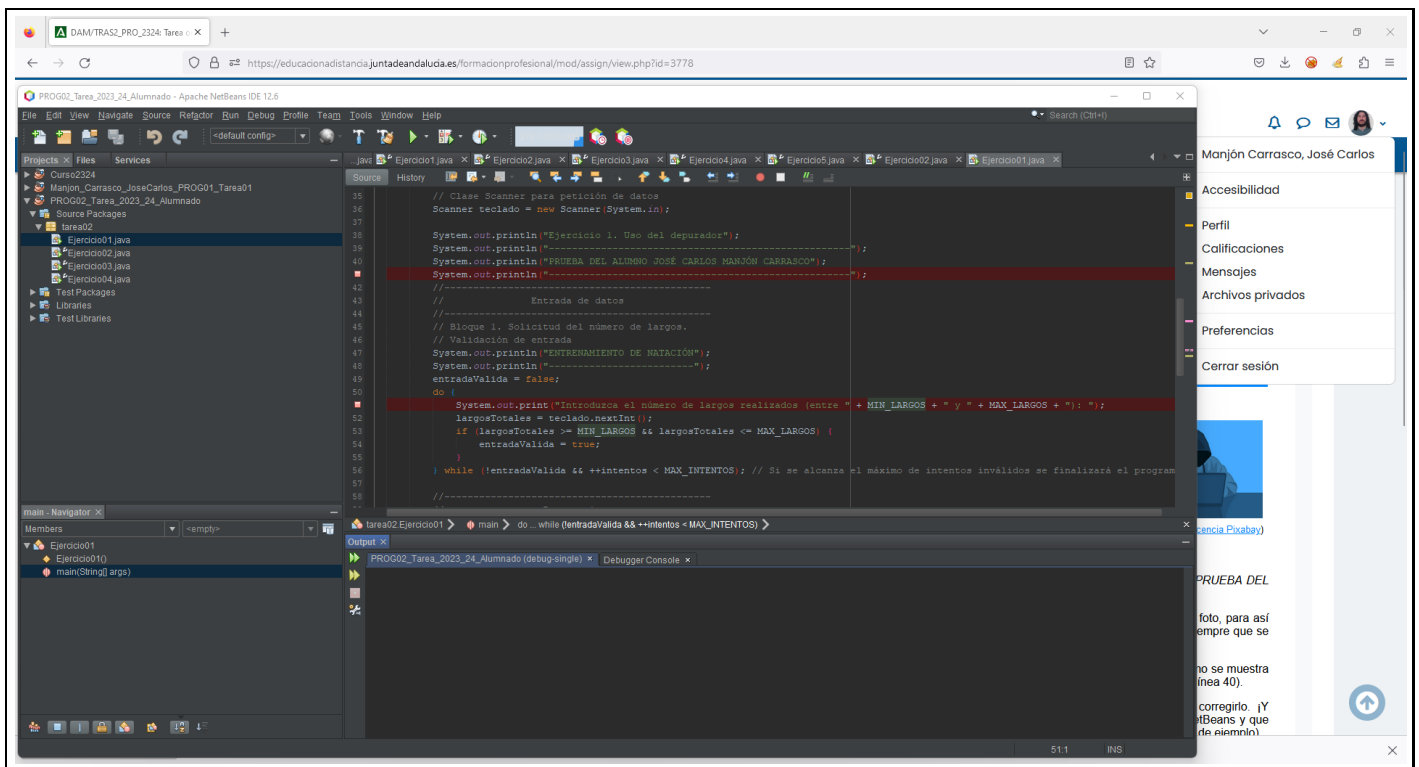 DAM/TRAS2_PRO_2324: Tarea o
https://educacionadistancia.juntadeandalucia.es/formacionprofesional/mod/assign/view.php?id=3778
PROG02_Tarea_2023_24_Alumnado - Apache NetBeans IDE 12.6
File Edit View Navigate Source Refactor Run Debug Profile Team Tools Window Help
Search (Ctrl+I)
<default config>
Projects Files Services
...java Ejercicio1.java Ejercicio2.java Ejercicio3.java Ejercicio4.java Ejercicio5.java Ejercicio02.java Ejercicio01.java
Source History
Curso2324
Manjon_Carrasco_JoseCarlos_PROG01_Tarea01
PROG02_Tarea_2023_24_Alumnado
Source Packages
tarea02
Ejercicio01.java
Ejercicio02.java
Ejercicio03.java
Ejercicio04.java
Test Packages
Libraries
Test Libraries
35 // Clase Scanner para petición de datos
36 Scanner teclado = new Scanner(System.in);
37
38 System.out.println("Ejercicio 1. Uso del depurador");
39 System.out.println("----------------------------------------------------");
40 System.out.println("PRUEBA DEL ALUMNO JOSÉ CARLOS MANJÓN CARRASCO");
System.out.println("----------------------------------------------------");
42 //----------------------------------------------
43 // Entrada de datos
44 //----------------------------------------------
45 // Bloque 1. Solicitud del número de largos.
46 // Validación de entrada
47 System.out.println("ENTRENAMIENTO DE NATACIÓN");
48 System.out.println("-------------------------");
49 entradaValida = false;
50 do {
System.out.print("Introduzca el número de largos realizados (entre " + MIN_LARGOS + " y " + MAX_LARGOS + "): ");
52 largosTotales = teclado.nextInt();
53 if (largosTotales >= MIN_LARGOS && largosTotales <= MAX_LARGOS) {
54 entradaValida = true;
55 }
56 } while (!entradaValida && ++intentos < MAX_INTENTOS); // Si se alcanza el máximo de intentos inválidos se finalizará el program
57
58 //----------------------------------------------
main - Navigator
Members <empty>
Ejercicio01
Ejercicio01()
main(String[] args)
tarea02.Ejercicio01 main do ... while (!entradaValida && ++intentos < MAX_INTENTOS)
Output
PROG02_Tarea_2023_24_Alumnado (debug-single) Debugger Console
51:1 INS
Manjón Carrasco, José Carlos
Accesibilidad
Perfil
Calificaciones
Mensajes
Archivos privados
Preferencias
Cerrar sesión
cencia Pixabay)
PRUEBA DEL
foto, para así
empre que se
no se muestra
ínea 40).
corregirlo. ¡Y
etBeans y que
de ejemplo)